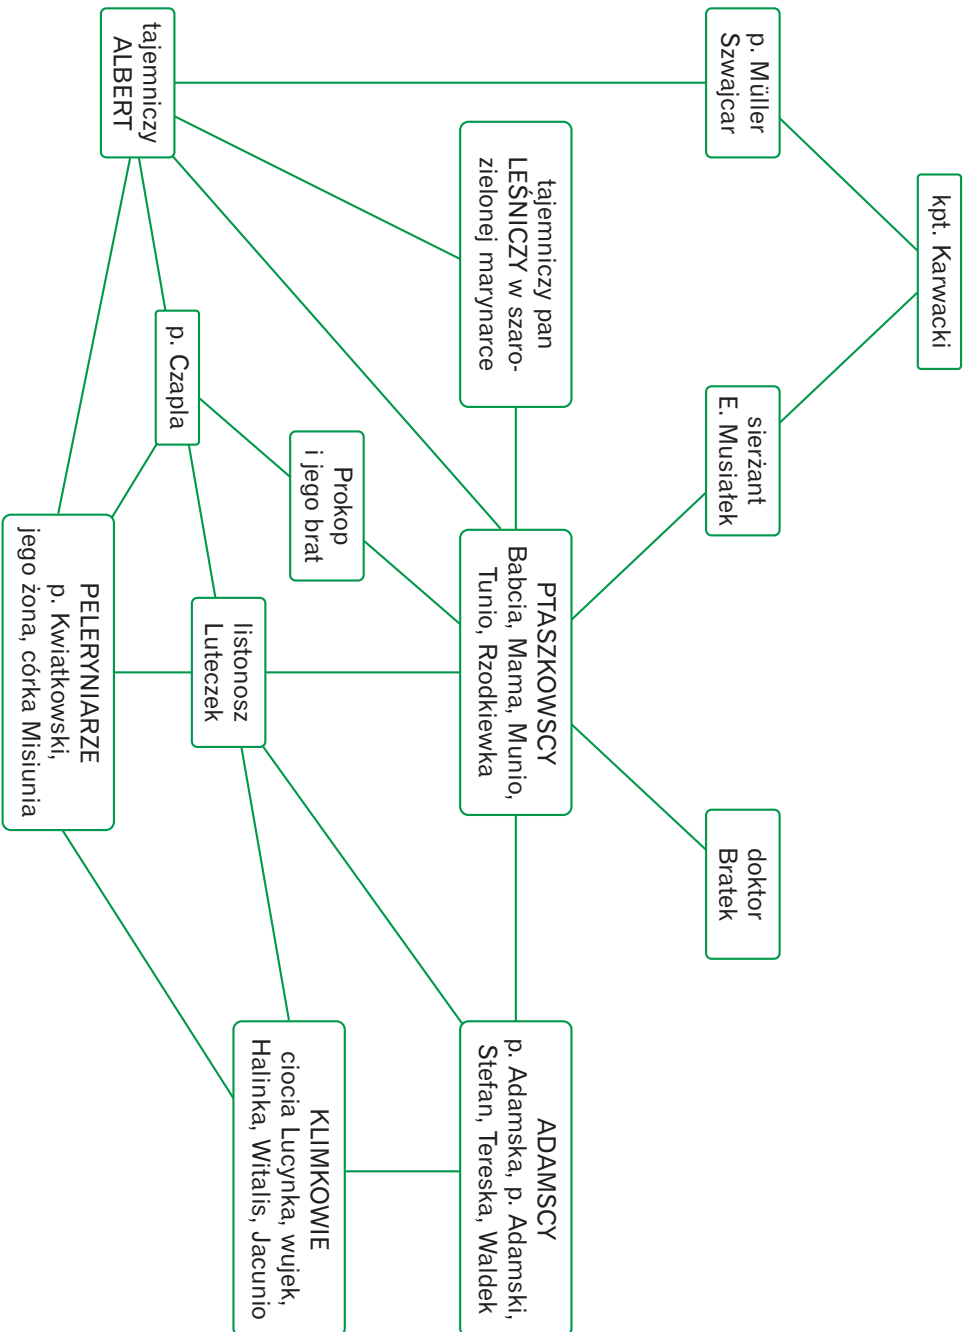 kpt. Karwacki
p. Müller
Szwajcar
sierżant
E. Musiałek
doktor
Bratek
tajemniczy pan
LEŚNICZY w szaro-
zielonej marynarce
PTASZKOWSCY
Babcia, Mama, Munio,
Tunio, Rzodkiewka
ADAMSCY
p. Adamska, p. Adamski,
Stefan, Tereska, Waldek
Prokop
i jego brat
KLIMKOWIE
ciocia Lucynka, wujek,
Halinka, Witalis, Jacunio
listonosz
Luteczek
p. Czapla
tajemniczy
ALBERT
PELERYNIARZE
p. Kwiatkowski,
jego żona, córka Misiunia